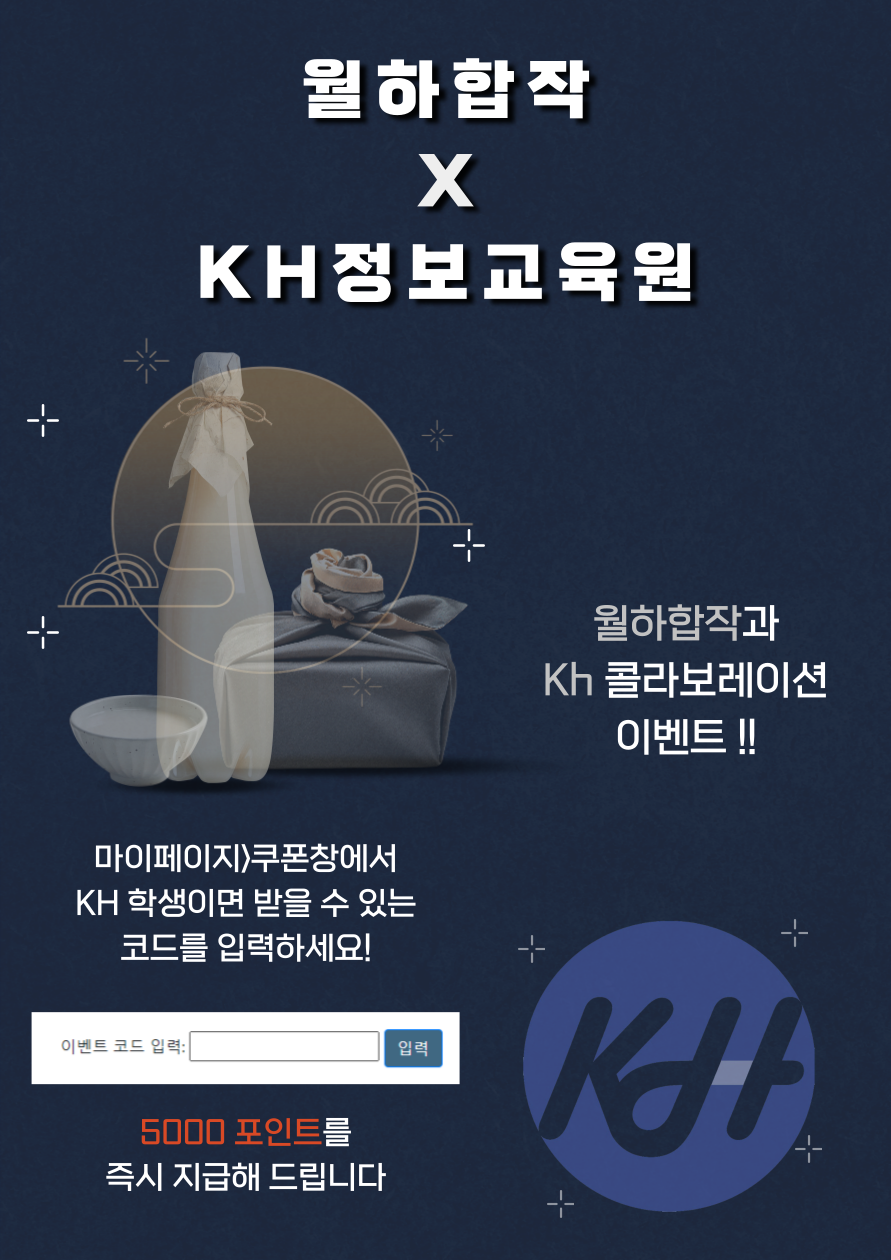 월하합작
X
KH정보교육원
월하합작과
Kh 콜라보레이션
이벤트 !!
마이페이지>쿠폰창에서
KH 학생이면 받을 수 있는
코드를 입력하세요!
이벤트 코드 입력: 입력
5000 포인트를
즉시 지급해 드립니다
KH